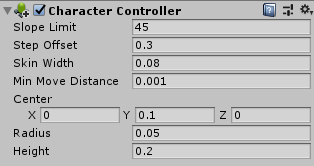 Character Controller
Slope Limit 45
Step Offset 0.3
Skin Width 0.08
Min Move Distance 0.001
Center
X 0 Y 0.1 Z 0
Radius 0.05
Height 0.2